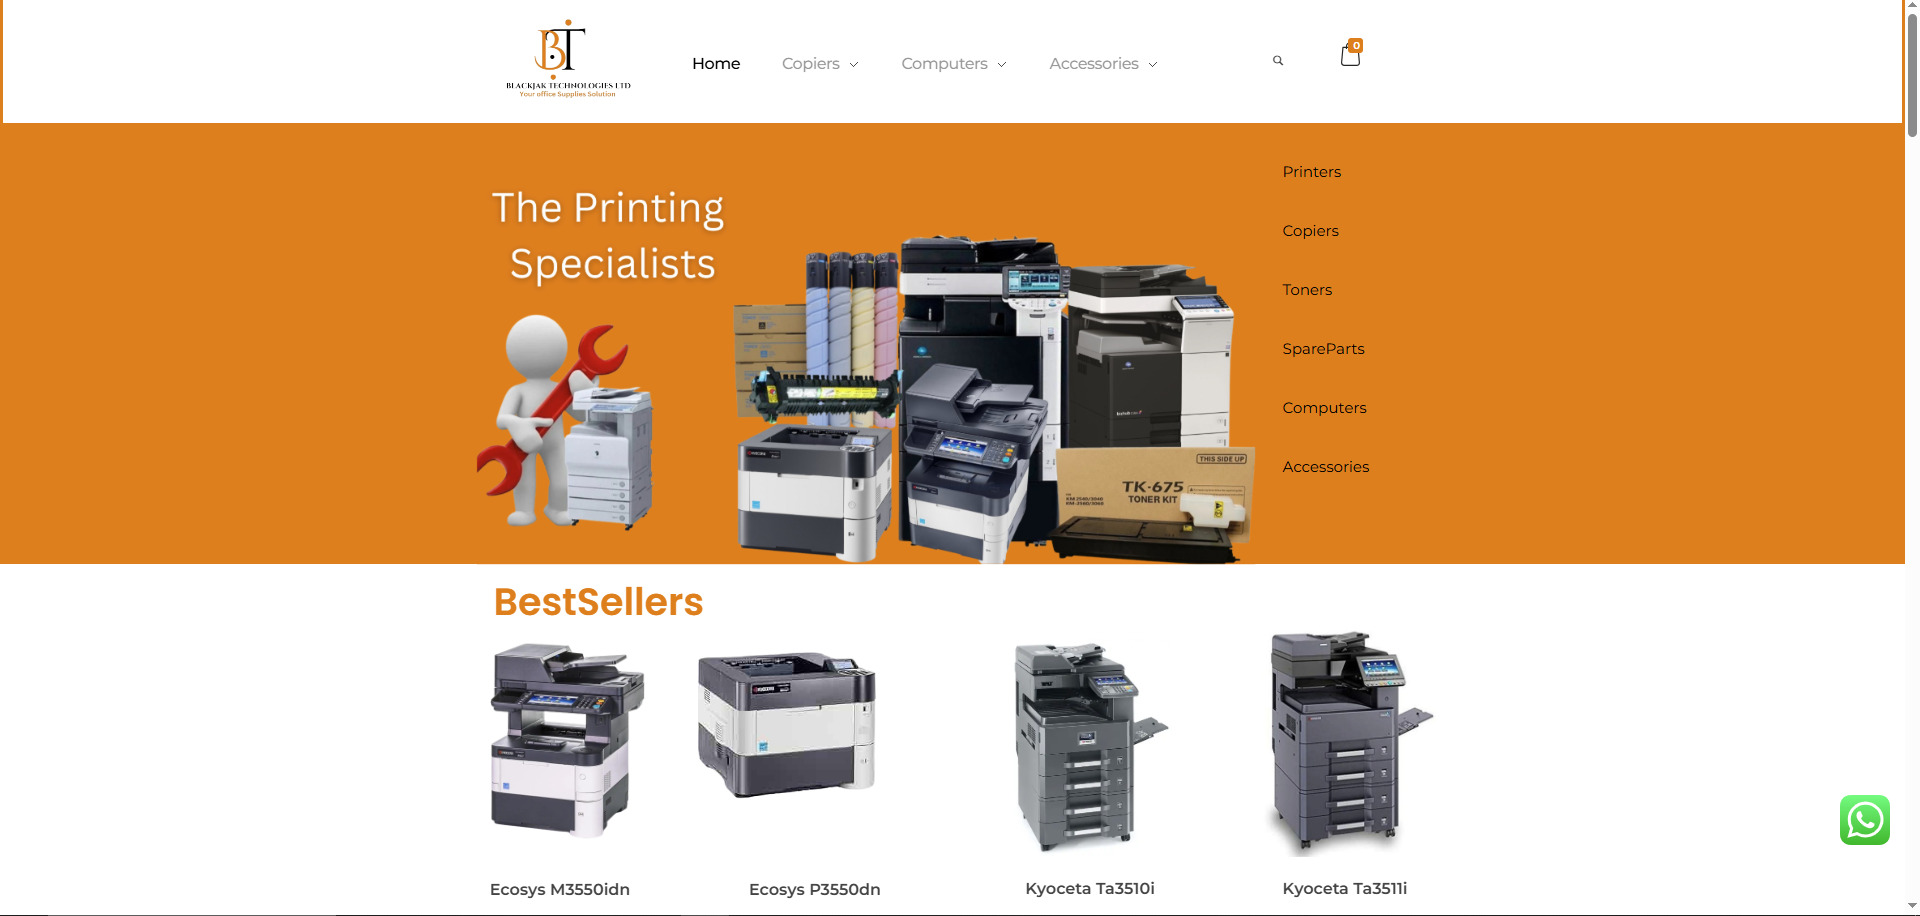 BT
BLACKJAK TECHNOLOGIES LTD
Your office Supplies Solution
Home
Copiers
Computers
Accessories
0
The Printing
Specialists
Printers
Copiers
Toners
SpareParts
Computers
Accessories
THIS SIDE UP
TK-675
TONER KIT
BestSellers
Ecosys M3550idn
Ecosys P3550dn
Kyoceta Ta3510i
Kyoceta Ta3511i